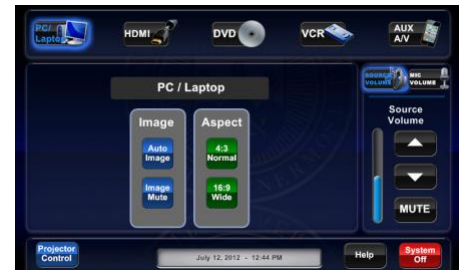 PC/
Laptop
HDMI
DVD
VCR
AUX
A/V
PC / Laptop
Image
Aspect
Auto
Image
4:3
Normal
Image
Mute
16:9
Wide
SOURCE
VOLUME
MIC
VOLUME
Source
Volume
MUTE
Projector
Control
July 12, 2012 - 12:44 PM
Help
System
Off